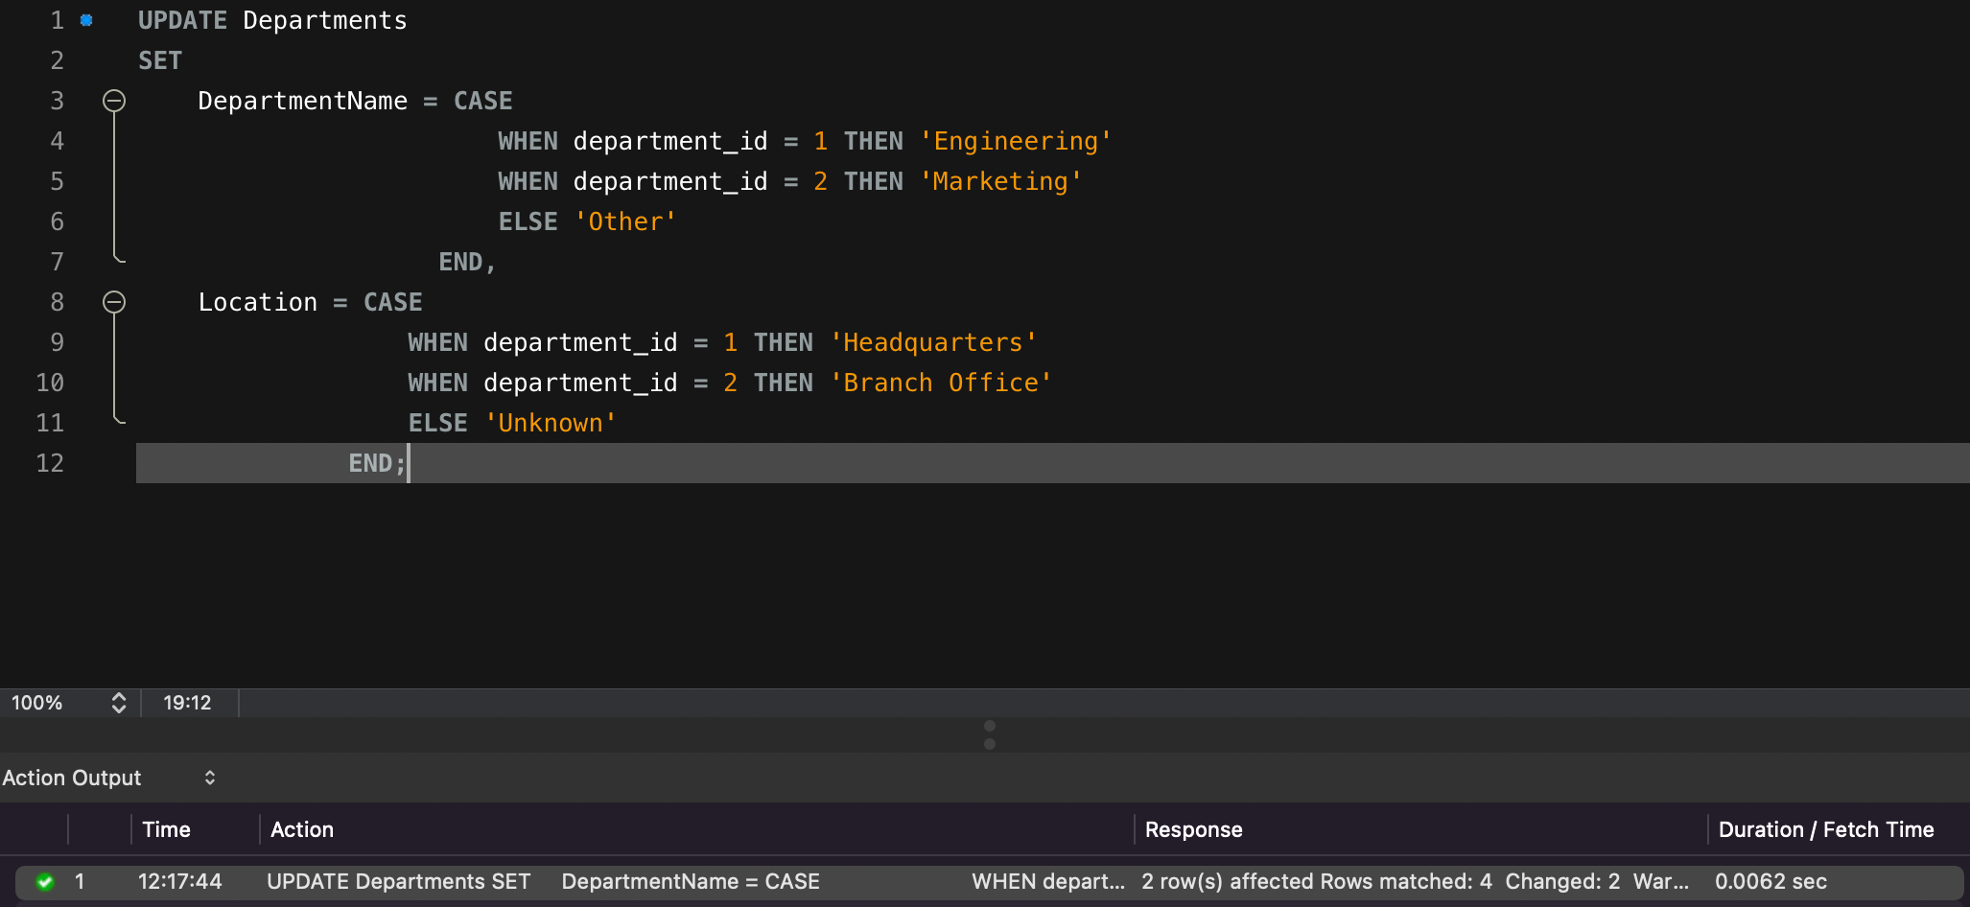 1 UPDATE Departments
2 SET
3 DepartmentName = CASE
4 WHEN department_id = 1 THEN 'Engineering'
5 WHEN department_id = 2 THEN 'Marketing'
6 ELSE 'Other'
7 END,
8 Location = CASE
9 WHEN department_id = 1 THEN 'Headquarters'
10 WHEN department_id = 2 THEN 'Branch Office'
11 ELSE 'Unknown'
12 END;
100% 19:12
Action Output
Time Action Response Duration / Fetch Time
1 12:17:44 UPDATE Departments SET DepartmentName = CASE WHEN depart... 2 row(s) affected Rows matched: 4 Changed: 2 War... 0.0062 sec